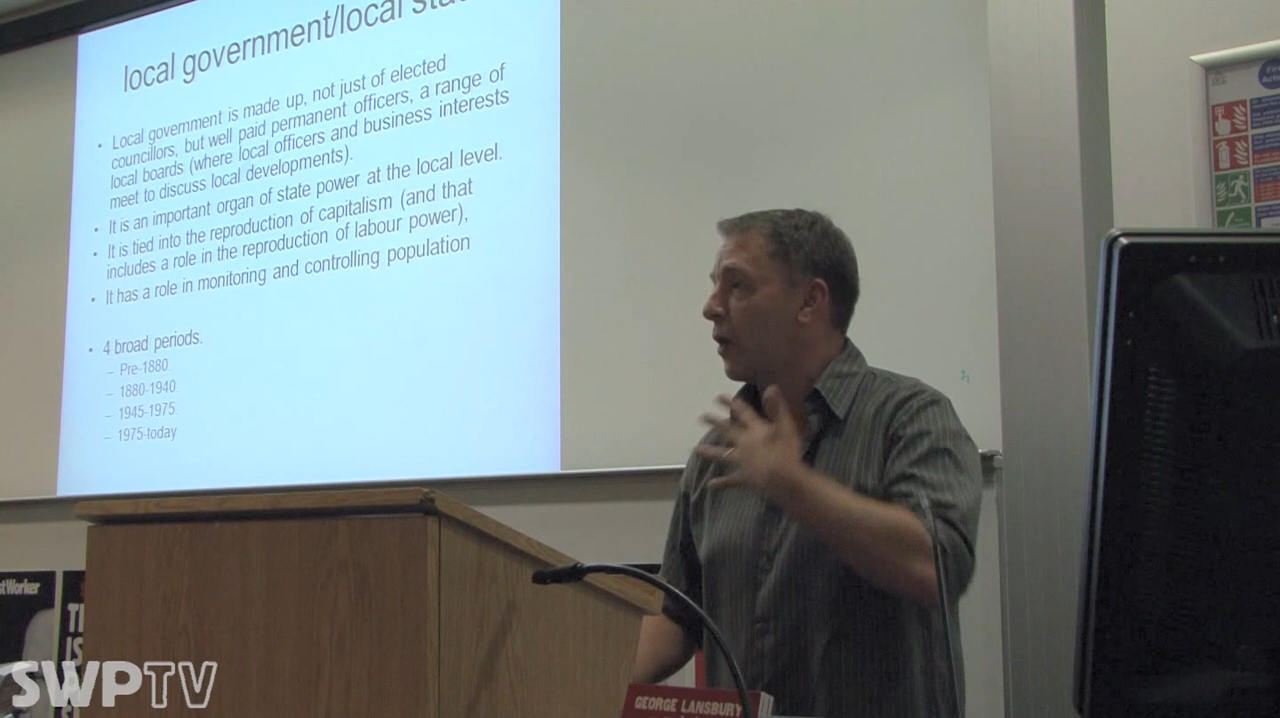 local government/local
• Local government is made up, not just of elected
councillors, but well paid permanent officers, a range of
local boards (where local officers and business interests
meet to discuss local developments).
• It is an important organ of state power at the local level.
• It is tied into the reproduction of capitalism (and that
includes a role in the reproduction of labour power),
• It has a role in monitoring and controlling population
• 4 broad periods.
– Pre-1880.
– 1880-1940.
– 1945-1975.
– 1975-today
SWPTV
GEORGE LANSBURY